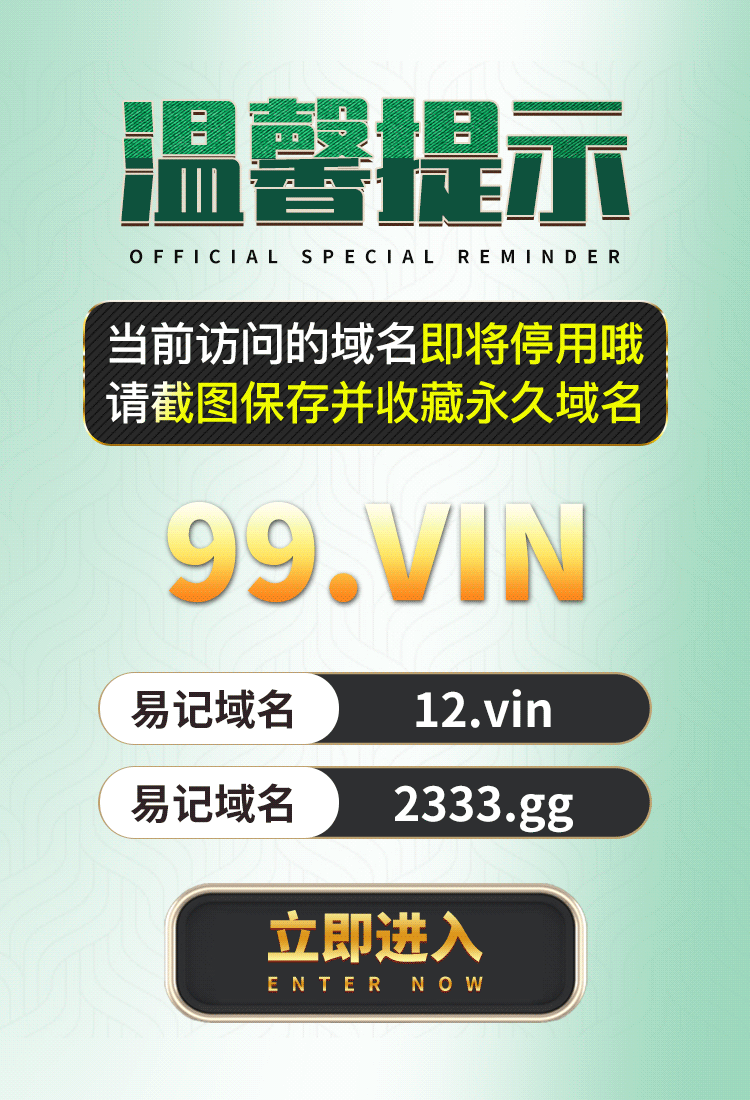 温馨提示
OFFICIAL SPECIAL REMINDER
当前访问的域名即将停用哦
请截图保存并收藏永久域名
99.VIN
易记域名 12.vin
易记域名 2333.gg
立即进入
ENTER NOW